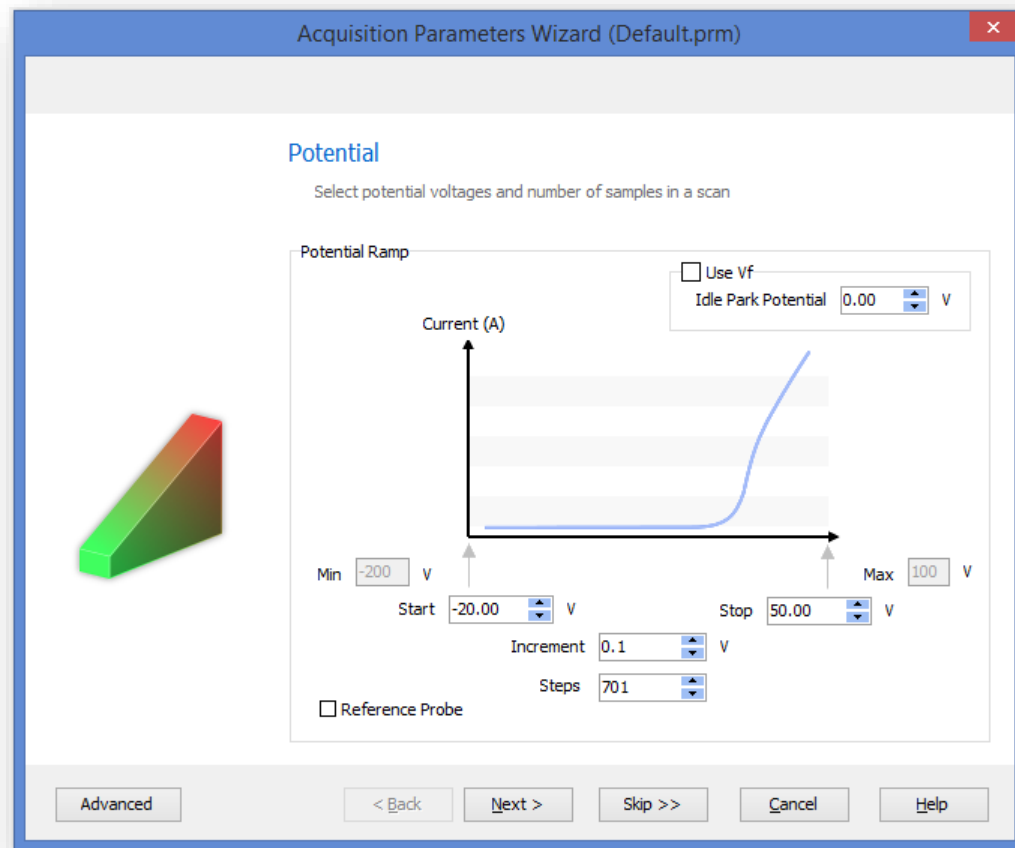 Acquisition Parameters Wizard (Default.prm)
Potential
Select potential voltages and number of samples in a scan
Potential Ramp
Use Vf
Idle Park Potential 0.00 V
Current (A)
Min -200 V
Max 100 V
Start -20.00 V
Stop 50.00 V
Increment 0.1 V
Steps 701
Reference Probe
Advanced < Back Next > Skip >> Cancel Help